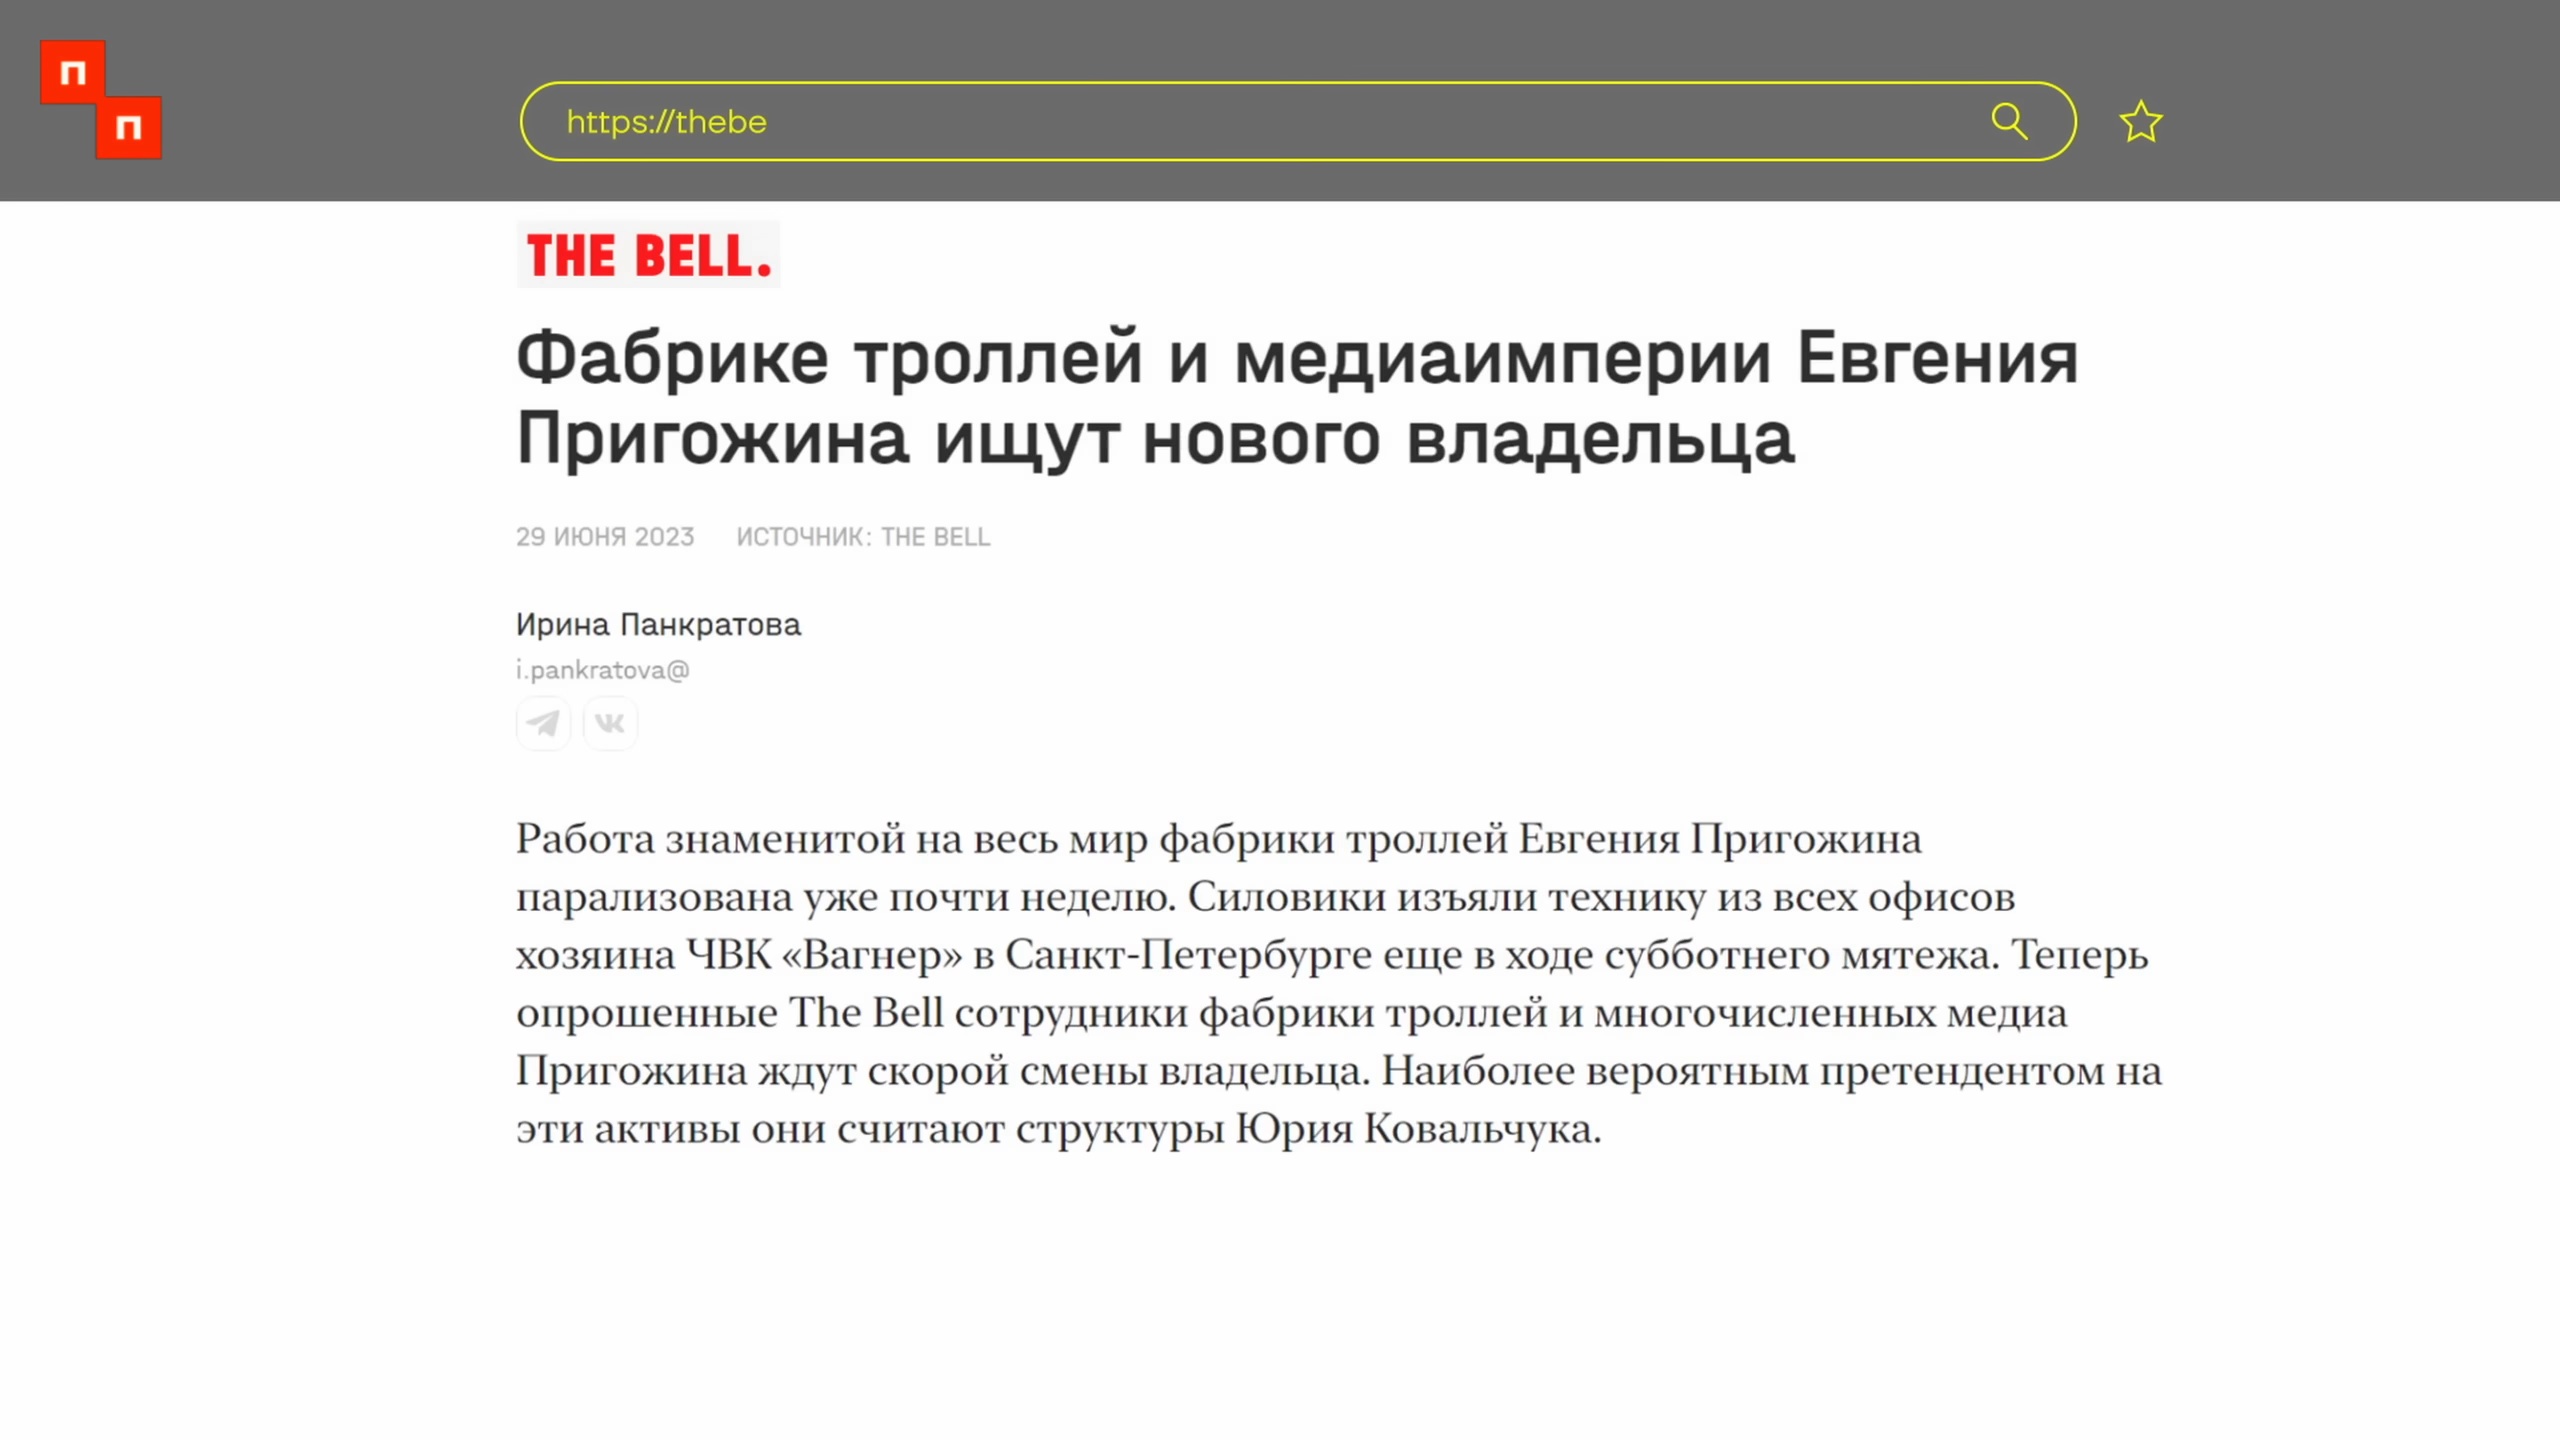 П
П
https://thebe
THE BELL.
Фабрике троллей и медиаимперии Евгения
Пригожина ищут нового владельца
29 ИЮНЯ 2023 ИСТОЧНИК: THE BELL
Ирина Панкратова
i.pankratova@
Работа знаменитой на весь мир фабрики троллей Евгения Пригожина
парализована уже почти неделю. Силовики изъяли технику из всех офисов
хозяина ЧВК «Вагнер» в Санкт-Петербурге еще в ходе субботнего мятежа. Теперь
опрошенные The Bell сотрудники фабрики троллей и многочисленных медиа
Пригожина ждут скорой смены владельца. Наиболее вероятным претендентом на
эти активы они считают структуры Юрия Ковальчука.